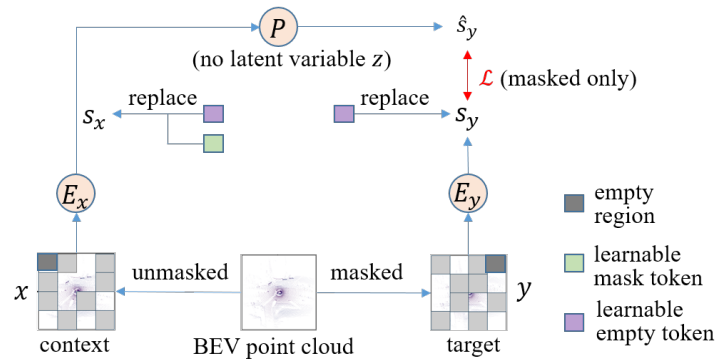 P
ŝ_y
(no latent variable z)
ℒ (masked only)
replace
replace
s_x
s_y
E_x
E_y
empty
region
learnable
mask token
learnable
empty token
unmasked
masked
x
y
context
BEV point cloud
target